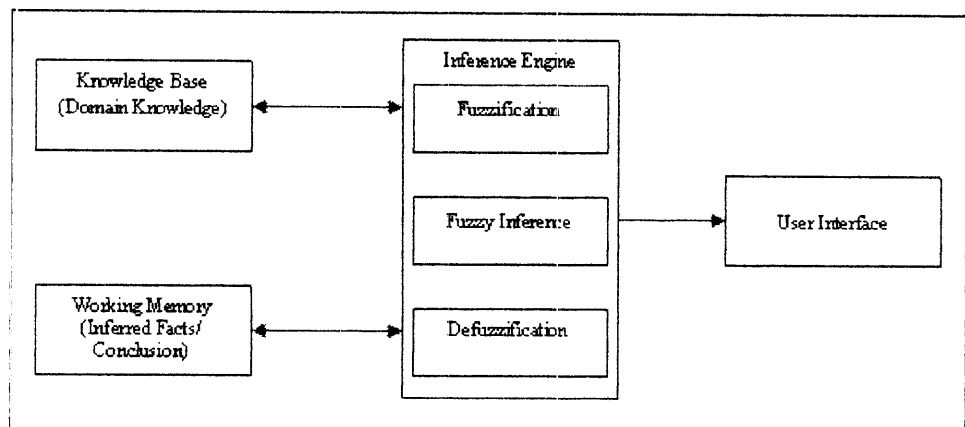 Knowledge Base
(Domain Knowledge)
Inference Engine
Fuzzification
Fuzzy Inference
Defuzzification
Working Memory
(Inferred Facts/
Conclusion)
User Interface